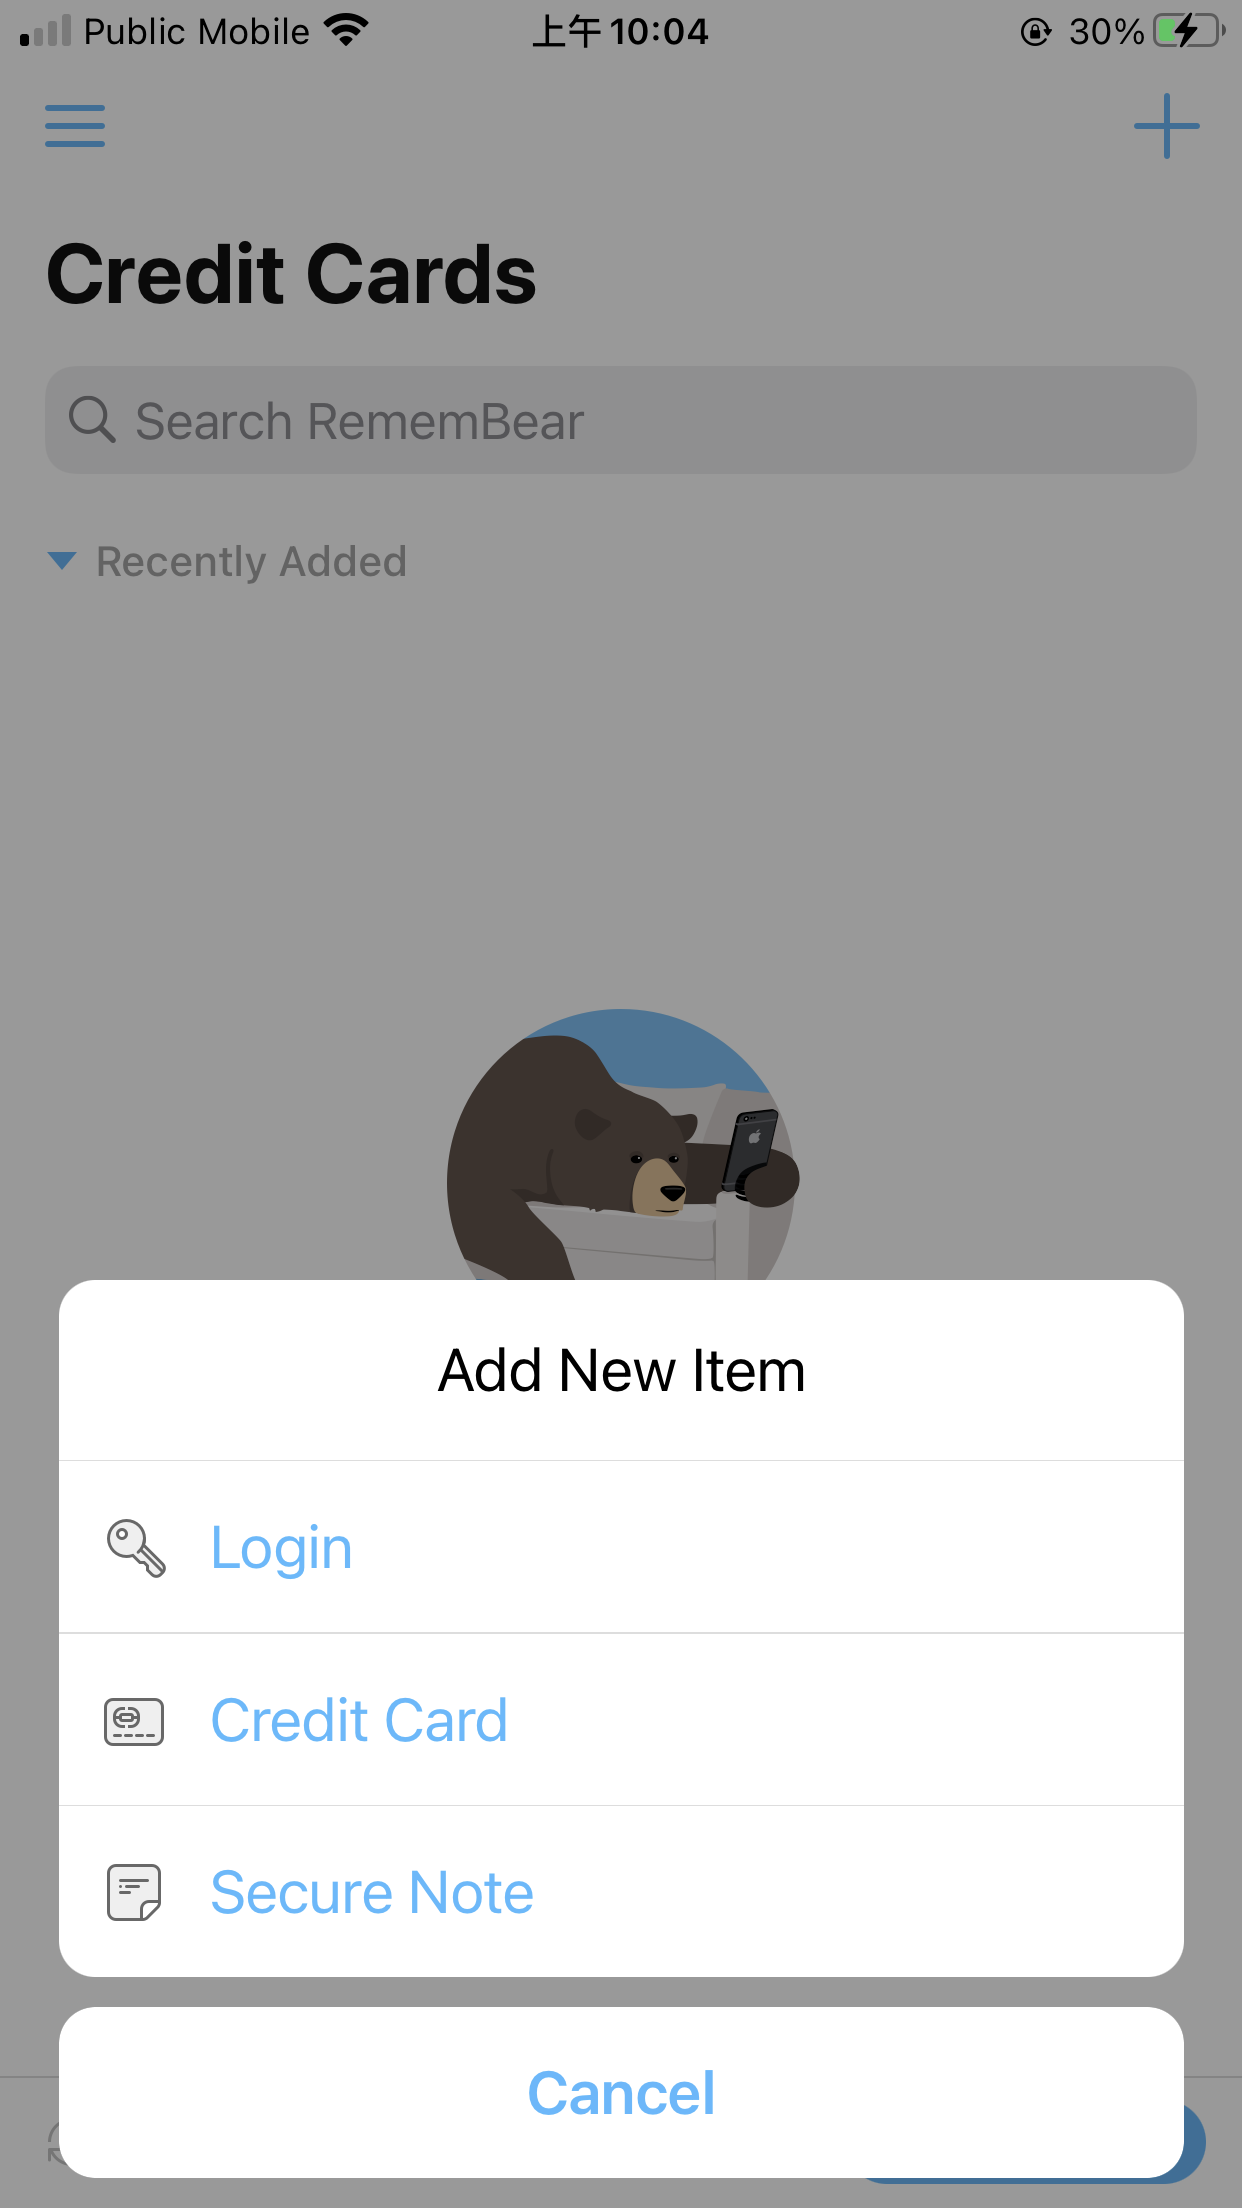 Public Mobile 上午10:04 30%
Credit Cards
Search RememBear
Recently Added
Add New Item
Login
Credit Card
Secure Note
Cancel